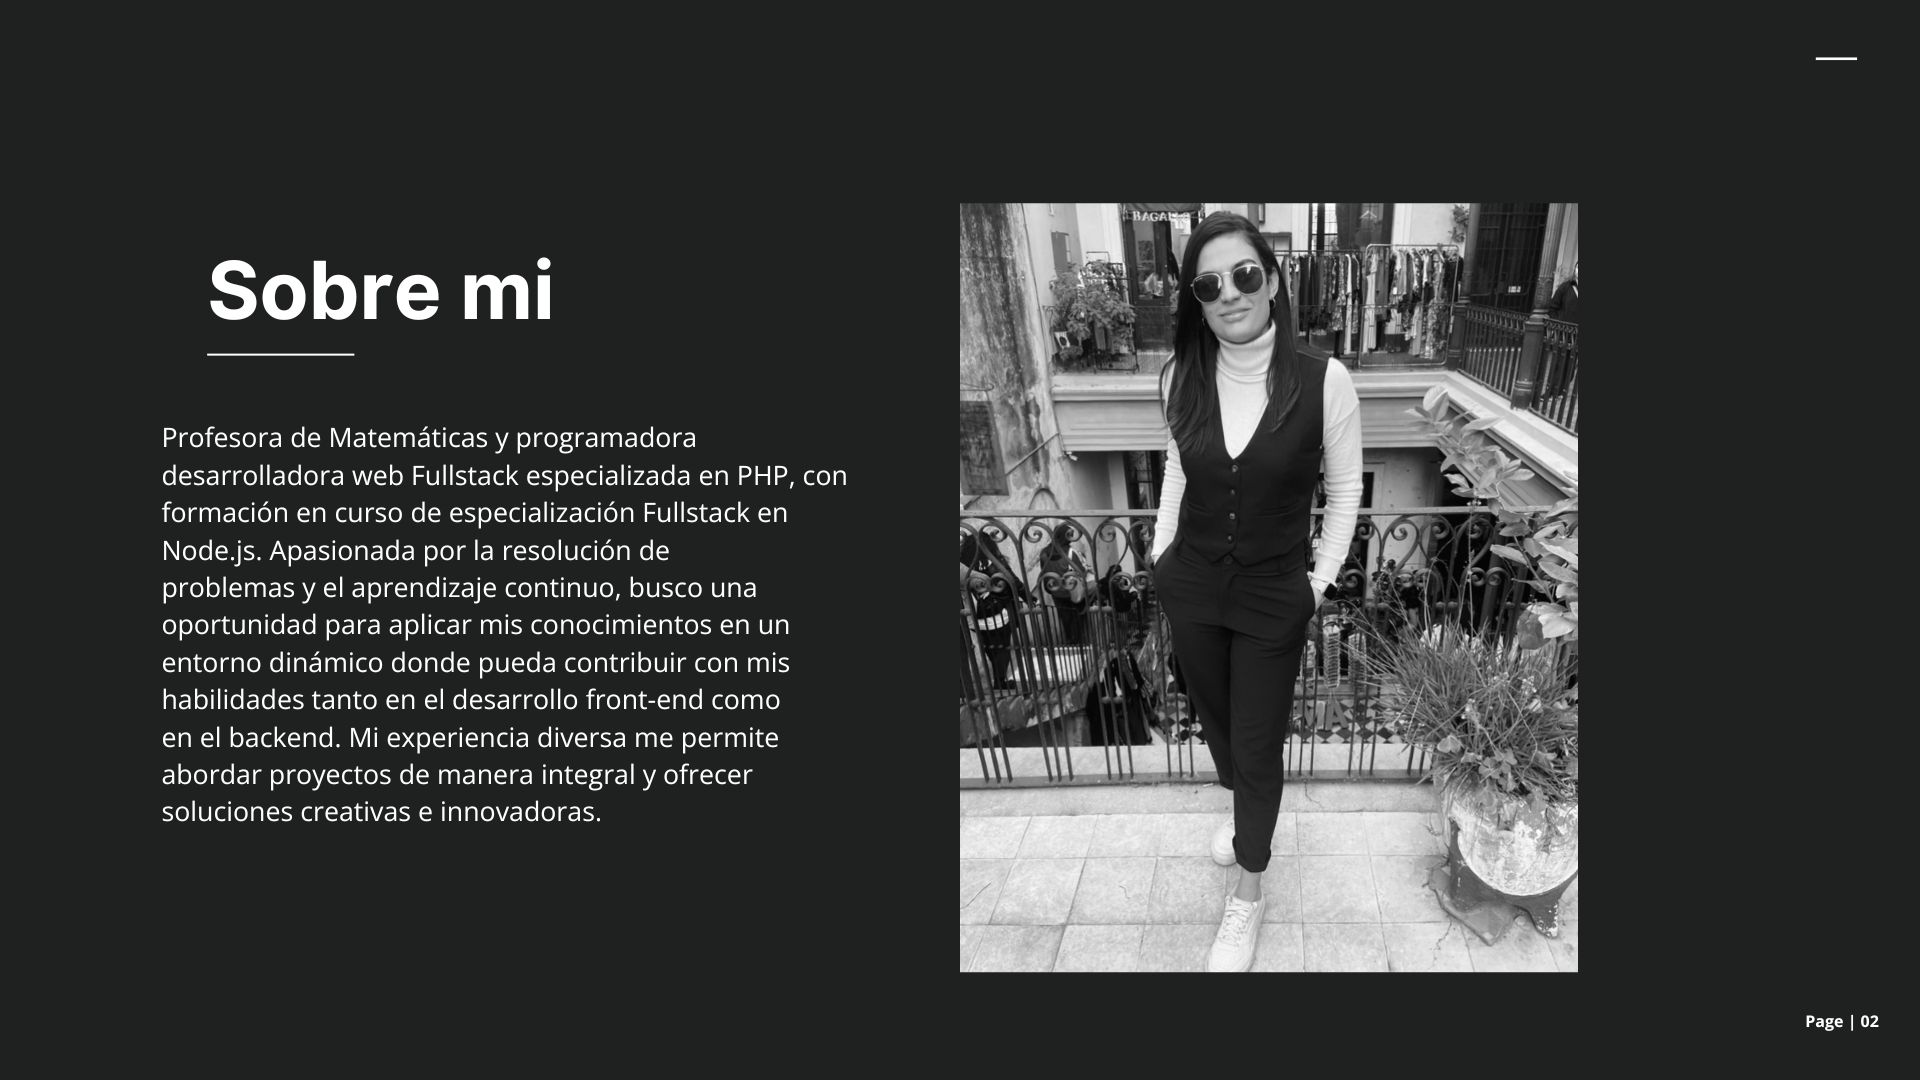 Sobre mi
Profesora de Matemáticas y programadora
desarrolladora web Fullstack especializada en PHP, con
formación en curso de especialización Fullstack en
Node.js. Apasionada por la resolución de
problemas y el aprendizaje continuo, busco una
oportunidad para aplicar mis conocimientos en un
entorno dinámico donde pueda contribuir con mis
habilidades tanto en el desarrollo front-end como
en el backend. Mi experiencia diversa me permite
abordar proyectos de manera integral y ofrecer
soluciones creativas e innovadoras.
Page | 02